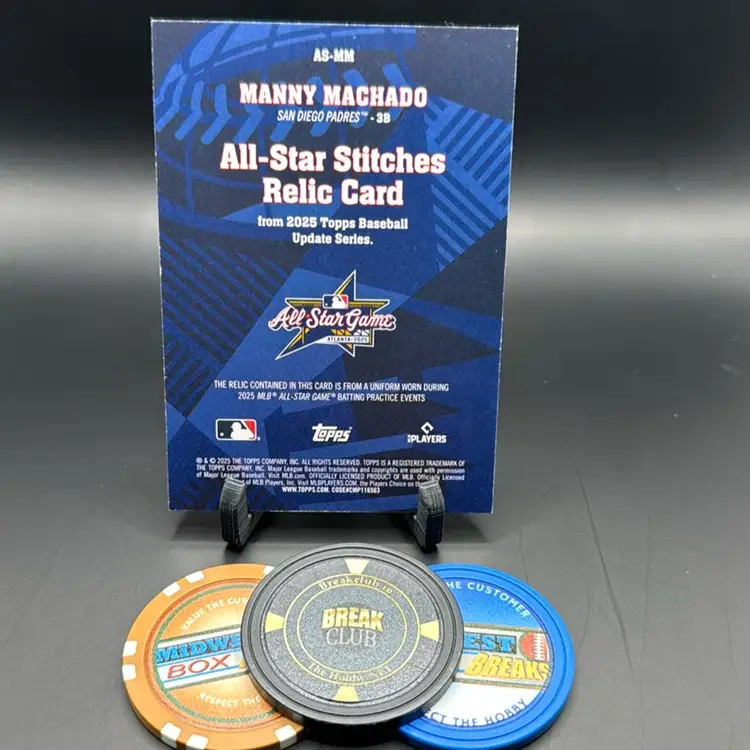 AS-MM
MANNY MACHADO
SAN DIEGO PADRES™ - 3B
All-Star Stitches
Relic Card
from 2025 Topps Baseball
Update Series.
All Star Game
ATLANTA-2025
THE RELIC CONTAINED IN THIS CARD IS FROM A UNIFORM WORN DURING
2025 MLB® ALL-STAR GAME® BATTING PRACTICE EVENTS
TOPPS
PLAYERS
® & © 2025 THE TOPPS COMPANY, INC. ALL RIGHTS RESERVED. TOPPS IS A REGISTERED TRADEMARK OF
THE TOPPS COMPANY, INC. Major League Baseball trademarks and copyrights are used with permission
of Major League Baseball. Visit MLB.com. OFFICIALLY LICENSED PRODUCT OF MLB. Officially Licensed
of MLB Players, Inc. Visit MLBPLAYERS.com, the Players Choice on
WWW.TOPPS.COM. CODE#CMP116503
VALUE THE
MIDW
BOX
RESPECT THE
Breakclub.io
BREAK
CLUB
The Hobby
HE CUSTOMER
EST
BREAKS
CT THE HOBBY